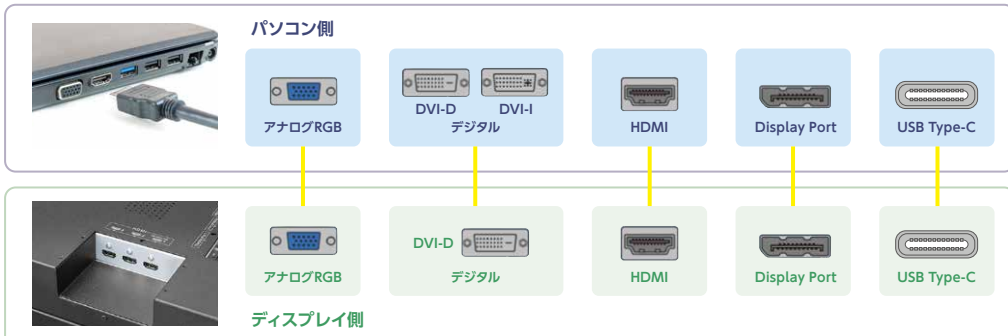 パソコン側
DVI-D DVI-I
アナログRGB デジタル HDMI Display Port USB Type-C
DVI-D
アナログRGB デジタル HDMI Display Port USB Type-C
ディスプレイ側